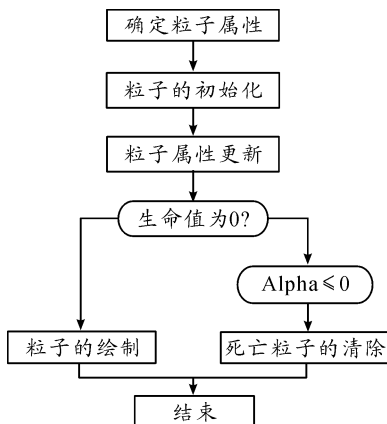 确定粒子属性
粒子的初始化
粒子属性更新
生命值为0?
Alpha≤0
粒子的绘制
死亡粒子的清除
结束